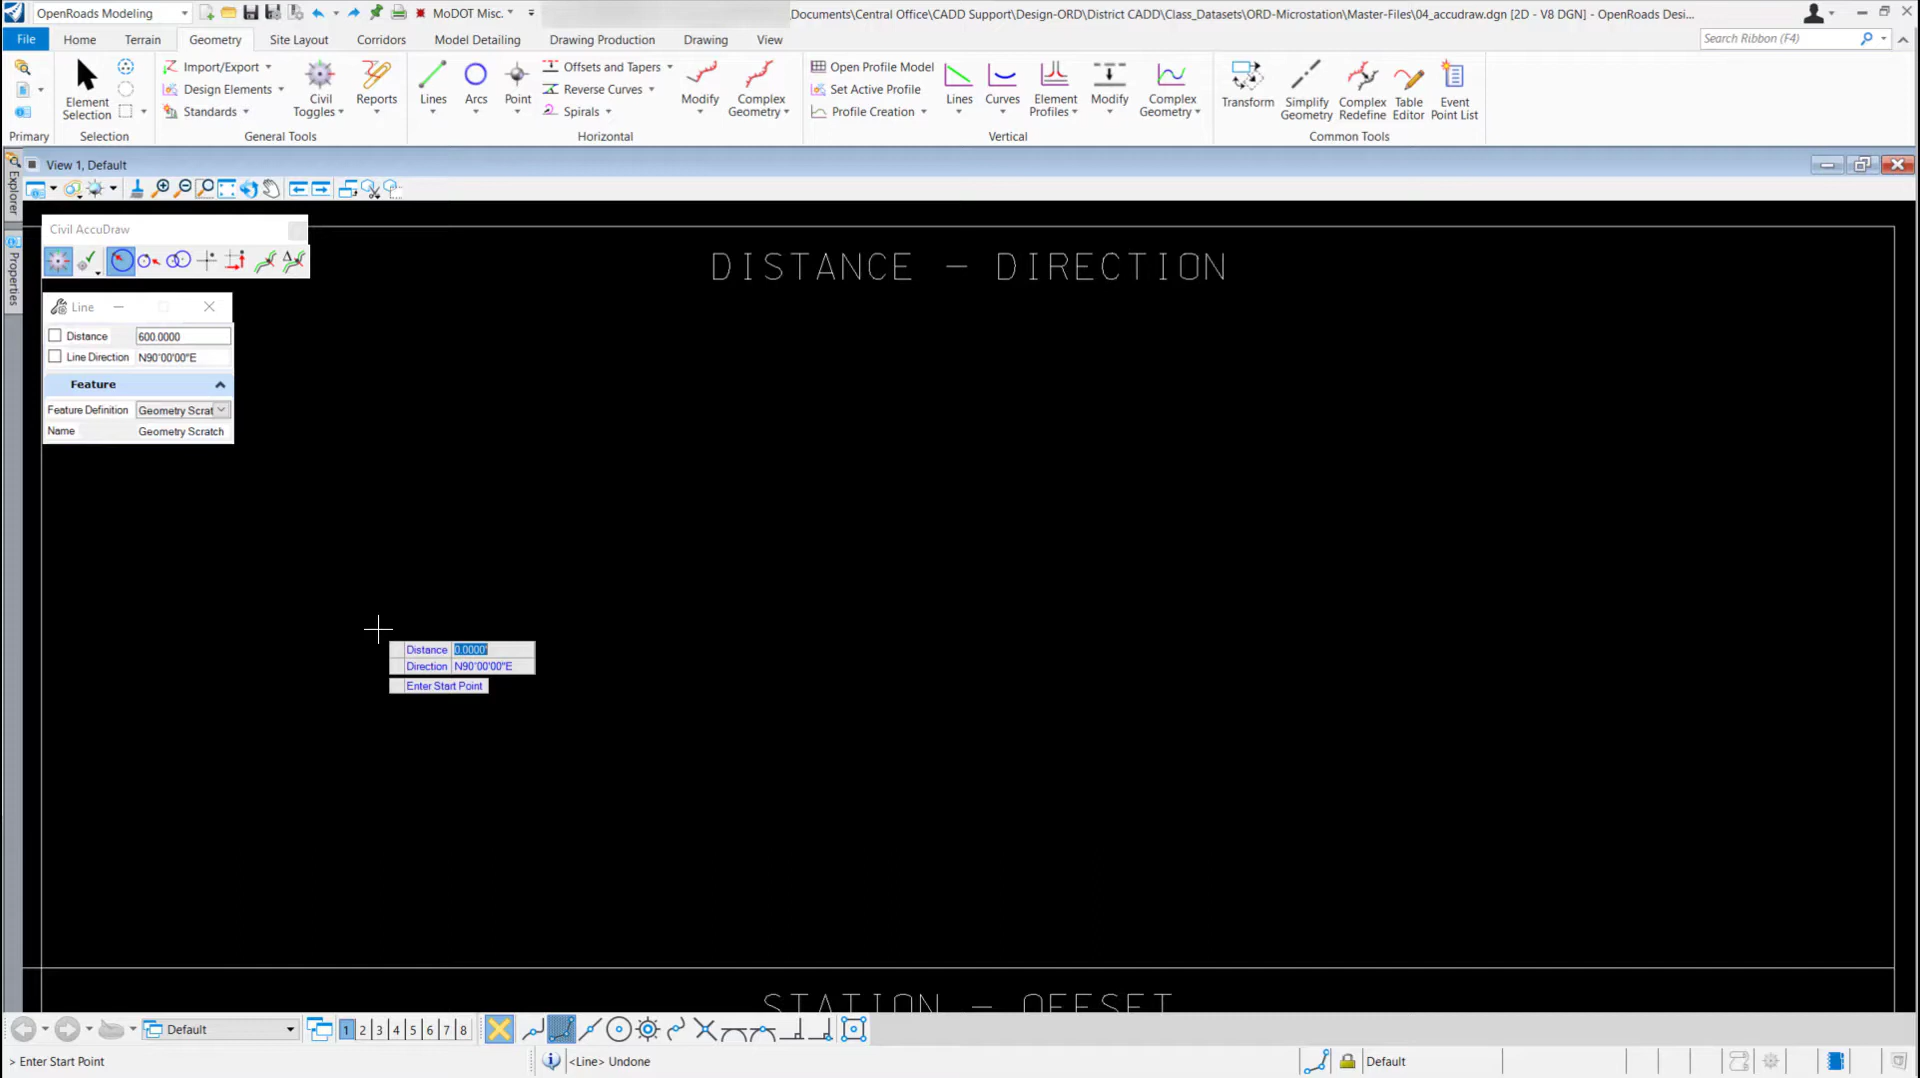 OpenRoads Modeling
MoDOT Misc.
Documents\Central Office\CADD Support\Design-ORD\District CADD\Class_Datasets\ORD-Microstation\Master-Files\04_accudraw.dgn [2D - V8 DGN] - OpenRoads Desi...
File Home Terrain Geometry Site Layout Corridors Model Detailing Drawing Production Drawing View
Search Ribbon (F4)
Element Selection
Import/Export
Design Elements
Standards
Civil Toggles
Reports
Lines
Arcs
Point
Offsets and Tapers
Reverse Curves
Spirals
Modify
Complex Geometry
Open Profile Model
Set Active Profile
Profile Creation
Lines
Curves
Element Profiles
Modify
Complex Geometry
Transform
Simplify Geometry
Complex Redefine
Table Editor
Event Point List
Primary Selection General Tools Horizontal Vertical Common Tools
Explorer
Properties
View 1, Default
Civil AccuDraw
DISTANCE - DIRECTION
Line
Distance 600.0000
Line Direction N90°00'00"E
Feature
Feature Definition Geometry Scrat
Name Geometry Scratch
Distance 0.0000'
Direction N90°00'00"E
Enter Start Point
STATION - OFFSET
Default
1 2 3 4 5 6 7 8
> Enter Start Point
<Line> Undone
Default